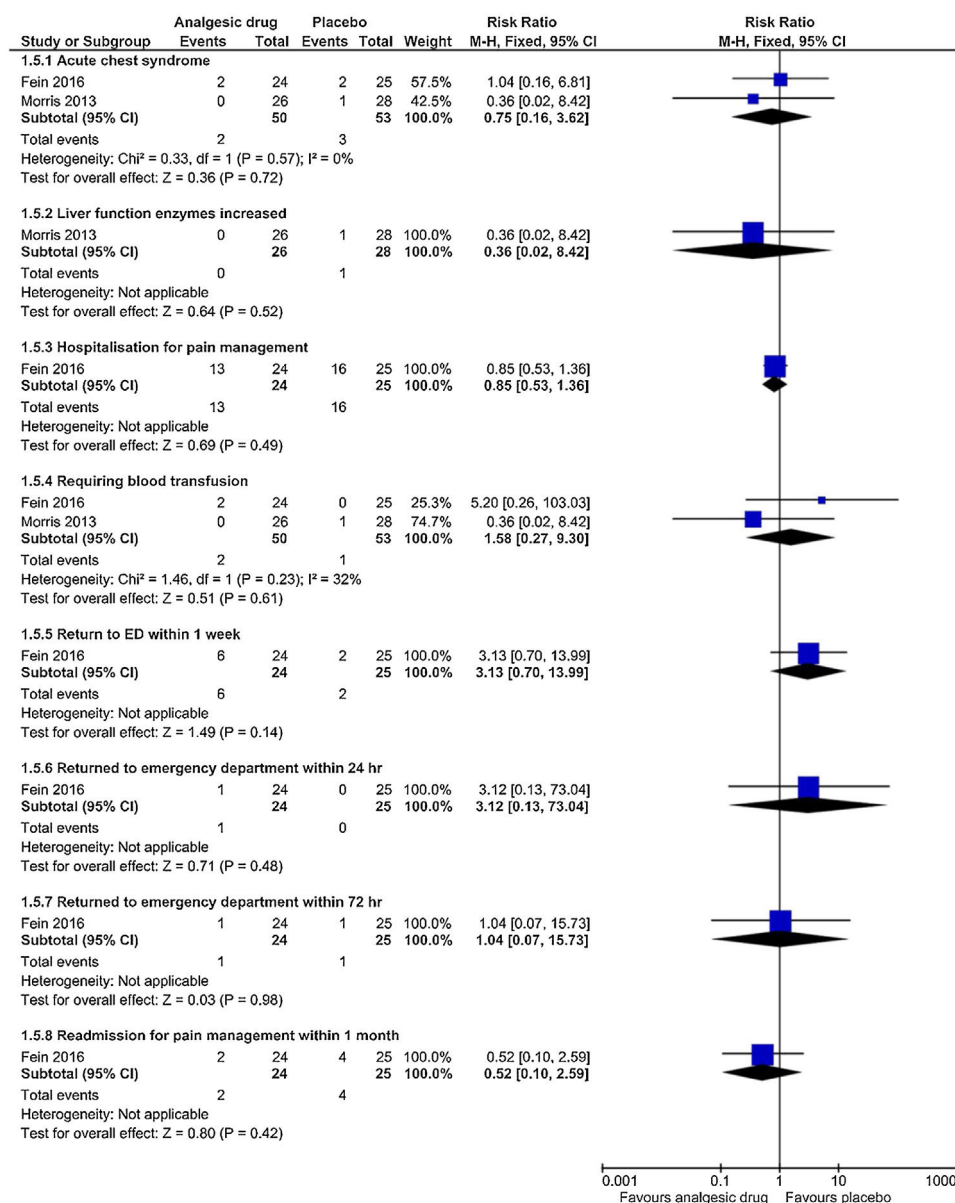 Analgesic drug Placebo Risk Ratio Risk Ratio
Study or Subgroup Events Total Events Total Weight M-H, Fixed, 95% CI M-H, Fixed, 95% CI
1.5.1 Acute chest syndrome
Fein 2016 2 24 2 25 57.5% 1.04 [0.16, 6.81]
Morris 2013 0 26 1 28 42.5% 0.36 [0.02, 8.42]
Subtotal (95% CI) 50 53 100.0% 0.75 [0.16, 3.62]
Total events 2 3
Heterogeneity: Chi² = 0.33, df = 1 (P = 0.57); I² = 0%
Test for overall effect: Z = 0.36 (P = 0.72)
1.5.2 Liver function enzymes increased
Morris 2013 0 26 1 28 100.0% 0.36 [0.02, 8.42]
Subtotal (95% CI) 26 28 100.0% 0.36 [0.02, 8.42]
Total events 0 1
Heterogeneity: Not applicable
Test for overall effect: Z = 0.64 (P = 0.52)
1.5.3 Hospitalisation for pain management
Fein 2016 13 24 16 25 100.0% 0.85 [0.53, 1.36]
Subtotal (95% CI) 24 25 100.0% 0.85 [0.53, 1.36]
Total events 13 16
Heterogeneity: Not applicable
Test for overall effect: Z = 0.69 (P = 0.49)
1.5.4 Requiring blood transfusion
Fein 2016 2 24 0 25 25.3% 5.20 [0.26, 103.03]
Morris 2013 0 26 1 28 74.7% 0.36 [0.02, 8.42]
Subtotal (95% CI) 50 53 100.0% 1.58 [0.27, 9.30]
Total events 2 1
Heterogeneity: Chi² = 1.46, df = 1 (P = 0.23); I² = 32%
Test for overall effect: Z = 0.51 (P = 0.61)
1.5.5 Return to ED within 1 week
Fein 2016 6 24 2 25 100.0% 3.13 [0.70, 13.99]
Subtotal (95% CI) 24 25 100.0% 3.13 [0.70, 13.99]
Total events 6 2
Heterogeneity: Not applicable
Test for overall effect: Z = 1.49 (P = 0.14)
1.5.6 Returned to emergency department within 24 hr
Fein 2016 1 24 0 25 100.0% 3.12 [0.13, 73.04]
Subtotal (95% CI) 24 25 100.0% 3.12 [0.13, 73.04]
Total events 1 0
Heterogeneity: Not applicable
Test for overall effect: Z = 0.71 (P = 0.48)
1.5.7 Returned to emergency department within 72 hr
Fein 2016 1 24 1 25 100.0% 1.04 [0.07, 15.73]
Subtotal (95% CI) 24 25 100.0% 1.04 [0.07, 15.73]
Total events 1 1
Heterogeneity: Not applicable
Test for overall effect: Z = 0.03 (P = 0.98)
1.5.8 Readmission for pain management within 1 month
Fein 2016 2 24 4 25 100.0% 0.52 [0.10, 2.59]
Subtotal (95% CI) 24 25 100.0% 0.52 [0.10, 2.59]
Total events 2 4
Heterogeneity: Not applicable
Test for overall effect: Z = 0.80 (P = 0.42)
0.001 0.1 1 10 1000
Favours analgesic drug Favours placebo